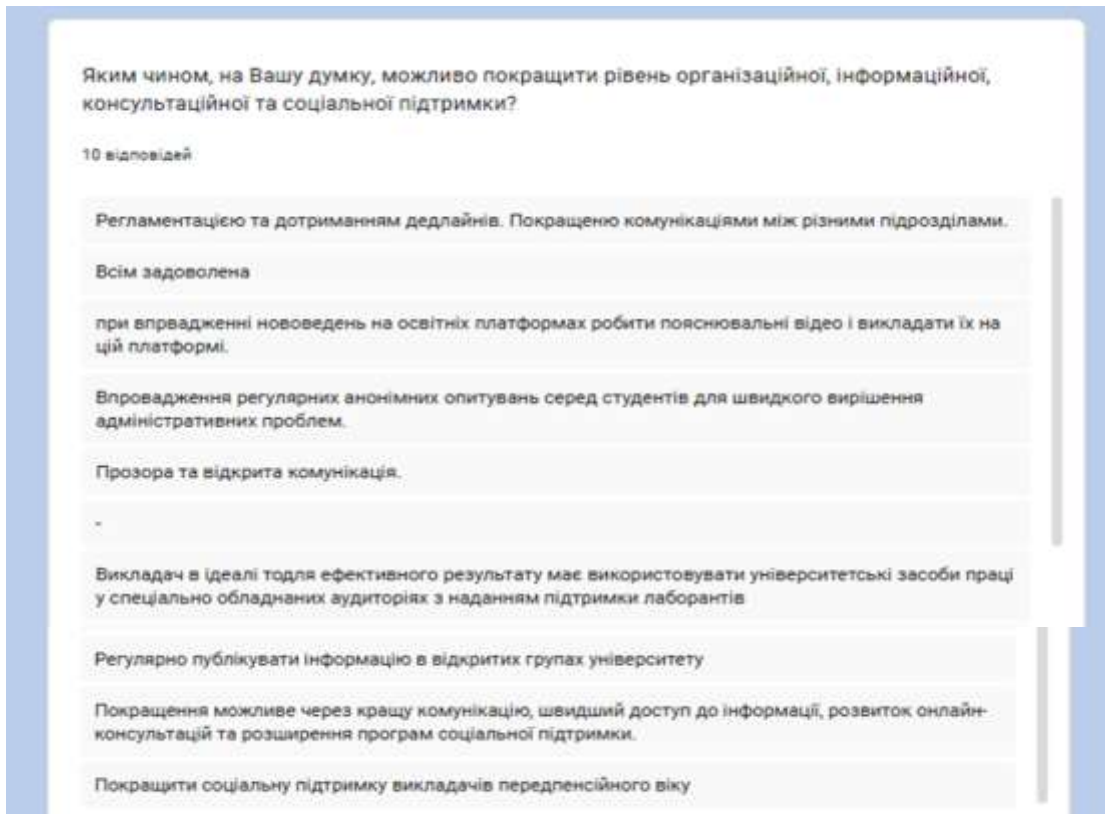 Яким чином, на Вашу думку, можливо покращити рівень організаційної, інформаційної,
консультаційної та соціальної підтримки?
10 відповідей
Регламентацією та дотриманням дедлайнів. Покращеню комунікаціями між різними підрозділами.
Всім задоволена
при впрвадженні нововедень на освітніх платформах робити пояснювальні відео і викладати їх на
цій платформі.
Впровадження регулярних анонімних опитувань серед студентів для швидкого вирішення
адміністративних проблем.
Прозора та відкрита комунікація.
-
Викладач в ідеалі тодля ефективного результату має використовувати університетські засоби праці
у спеціально обладнаних аудиторіях з наданням підтримки лаборантів
Регулярно публікувати інформацію в відкритих групах університету
Покращення можливе через кращу комунікацію, швидший доступ до інформації, розвиток онлайн-
консультацій та розширення програм соціальної підтримки.
Покращити соціальну підтримку викладачів передпенсійного віку